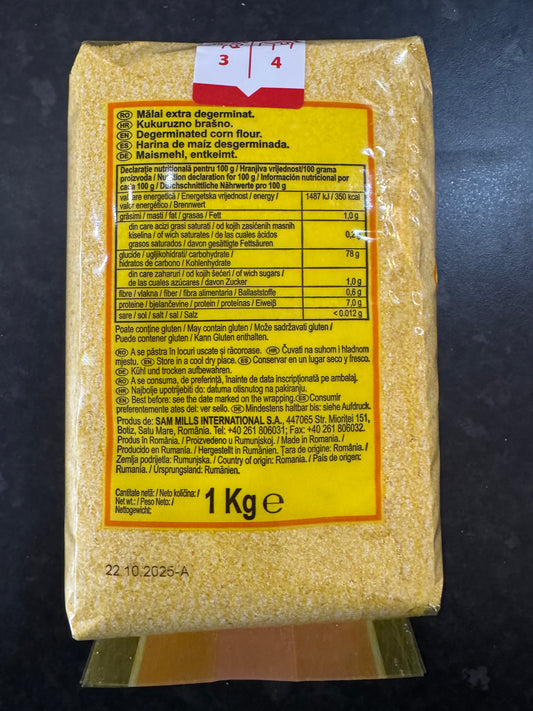 3 | 4
RO Mălai extra degerminat.
HR Kukuruzno brašno.
EN Degerminated corn flour.
ES Harina de maíz desgerminada.
DE Maismehl, entkeimt.
Declarație nutrițională pentru 100 g / Hranjiva vrijednost/100 grama
proizvoda / Nutrition declaration for 100 g / Información nutricional por
cada 100 g / Durchschnittliche Nährwerte pro 100 g
valoare energetică / Energetska vrijednost / energy / 1487 kJ / 350 kcal
valor energético / Brennwert
grăsimi / masti / fat / grasas / Fett 1,0 g
din care acizi grași saturați / od kojih zasićenih masnih
kiselina / of wich saturates / de las cuales ácidos 0,2 g
grasos saturados / davon gesättigte Fettsäuren
glucide / ugljikohidrati/ carbohydrate / 78 g
hidratos de carbono / Kohlenhydrate
din care zaharuri / od kojih šećeri / of wich sugars /
de las cuales azúcares / davon Zucker 1,0 g
fibre / vlakna / fiber / fibra alimentaria / Ballaststoffe 0,6 g
proteine / bjelančevine / protein / proteínas / Eiweiß 7,0 g
sare / sol / salt / sal / Salz <0.012 g
Poate conține gluten / May contain gluten / Može sadržavati gluten /
Puede contener gluten / Kann Gluten enthalten.
RO A se păstra în locuri uscate și răcoroase. HR Čuvati na suhom i hladnom
mjestu. EN Store in a cool dry place. ES Conservar en un lugar seco y fresco.
DE Kühl und trocken aufbewahren.
RO A se consuma, de preferință, înainte de data inscripționată pe ambalaj.
HR Najbolje upotrijebiti do: datuma otisnutog na pakiranju.
EN Best before: see the date marked on the wrapping. ES Consumir
preferentemente ates del: ver sello. DE Mindestens haltbar bis: siehe Aufdruck.
Produs de: SAM MILLS INTERNATIONAL S.A., 447065 Str. Mioriței 151,
Botiz, Satu Mare, România. Tel: +40 261 806031; Fax: +40 261 806032.
Produs în România. / Proizvedeno u Rumunjskoj. / Made in Romania. /
Producido en Rumania. / Hergestellt in Rumänien. Țara de origine: România. /
Zemlja podrijetla: Rumunjska. / Country of origin: Romania. / País de origen:
Rumanía. / Ursprungsland: Rumänien.
Cantitate netă: / Neto količina: /
Net wt.: / Peso Neto: /
Nettogewicht:
1 Kg e
22.10.2025-A